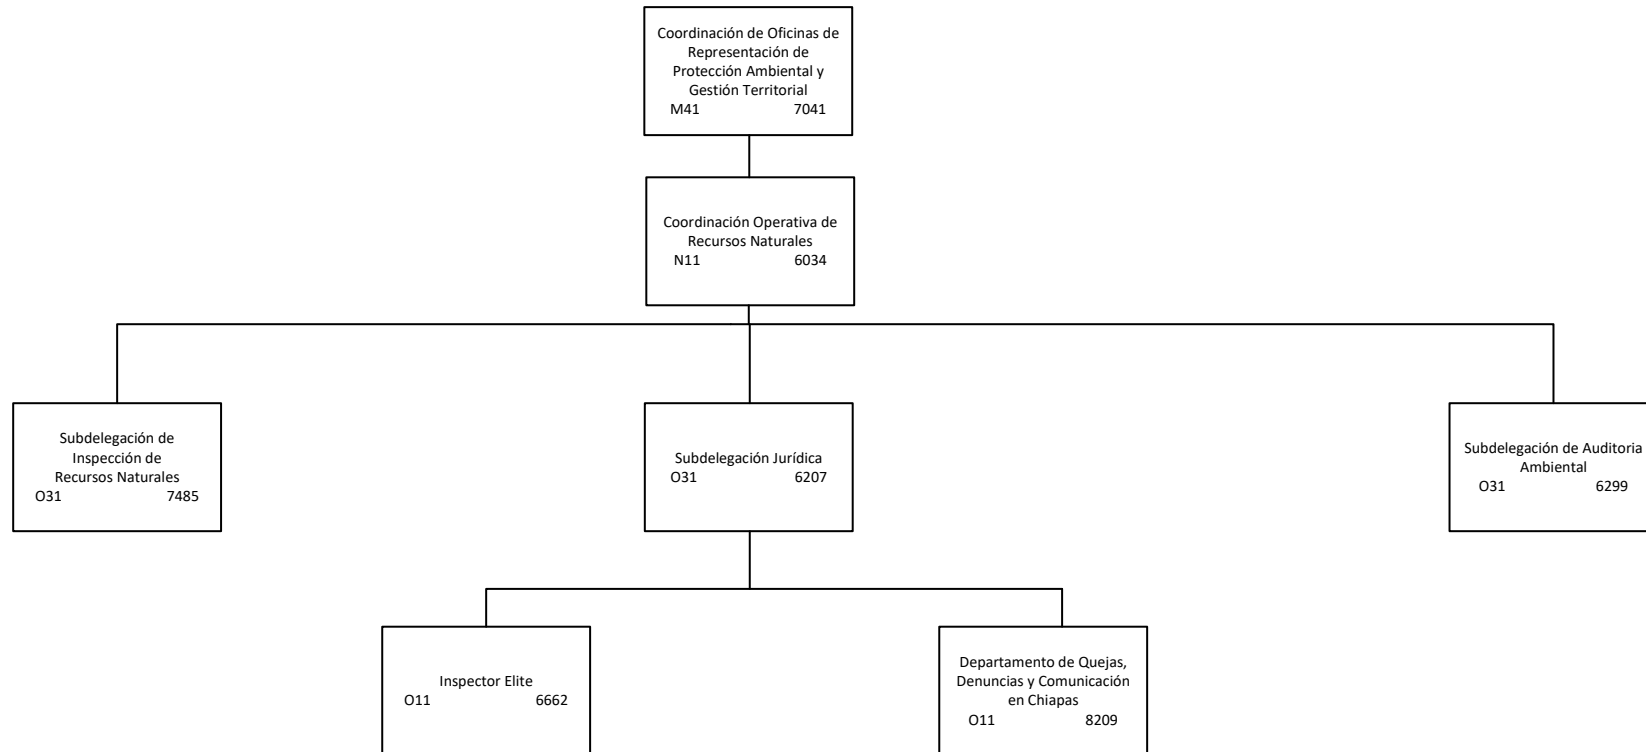 Coordinación de Oficinas de
Representación de
Protección Ambiental y
Gestión Territorial
M41 7041
Coordinación Operativa de
Recursos Naturales
N11 6034
Subdelegación de
Inspección de
Recursos Naturales
O31 7485
Subdelegación Jurídica
O31 6207
Subdelegación de Auditoria
Ambiental
O31 6299
Inspector Elite
O11 6662
Departamento de Quejas,
Denuncias y Comunicación
en Chiapas
O11 8209